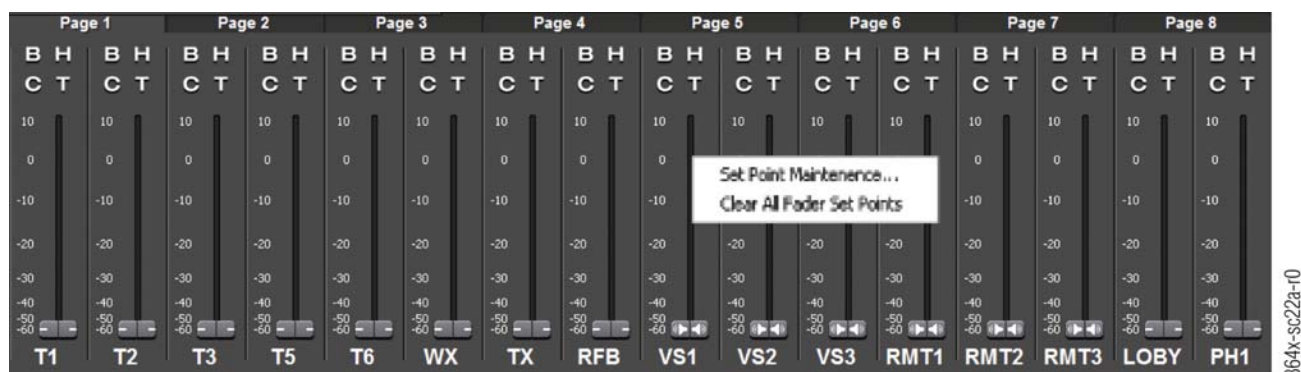 Page 1 Page 2 Page 3 Page 4 Page 5 Page 6 Page 7 Page 8
B H B H B H B H B H B H B H B H B H B H B H B H B H B H B H B H
C T C T C T C T C T C T C T C T C T C T C T C T C T C T C T C T
10 10 10 10 10 10 10 10 10 10 10 10 10 10 10 10
0 0 0 0 0 0 0 0 0 0 0 0 0
Set Point Maintenence...
-10 -10 -10 -10 -10 -10 -10 -10 -10 -10 -10 -10 -10
Clear All Fader Set Points
-20 -20 -20 -20 -20 -20 -20 -20 -20 -20 -20 -20 -20 -20 -20 -20
-30 -30 -30 -30 -30 -30 -30 -30 -30 -30 -30 -30 -30 -30 -30 -30
-40 -40 -40 -40 -40 -40 -40 -40 -40 -40 -40 -40 -40 -40 -40 -40
-50 -50 -50 -50 -50 -50 -50 -50 -50 -50 -50 -50 -50 -50 -50 -50
-60 -60 -60 -60 -60 -60 -60 -60 -60 -60 -60 -60 -60 -60 -60 -60
T1 T2 T3 T5 T6 WX TX RFB VS1 VS2 VS3 RMT1 RMT2 RMT3 LOBY PH1
864x-sc22a-r0